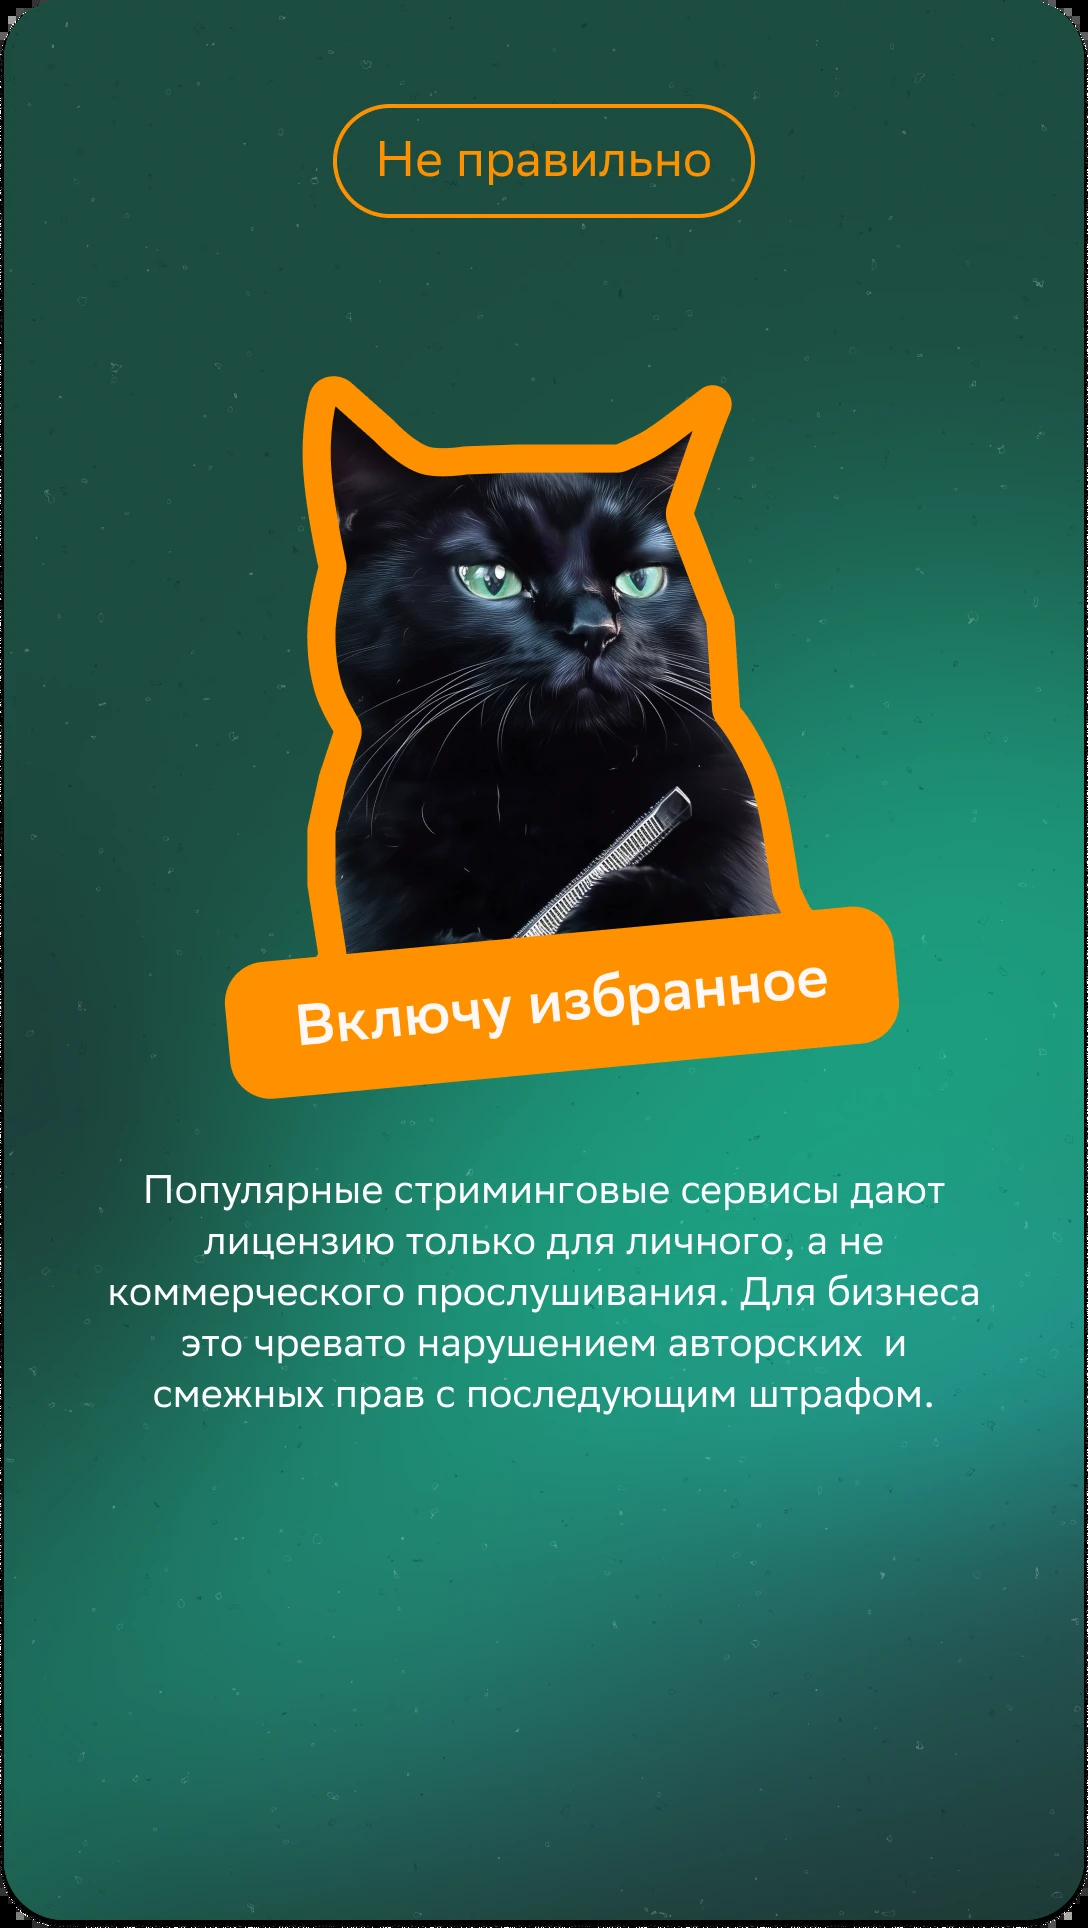 Не правильно
Включу избранное
Популярные стриминговые сервисы дают
лицензию только для личного, а не
коммерческого прослушивания. Для бизнеса
это чревато нарушением авторских  и
смежных прав с последующим штрафом.